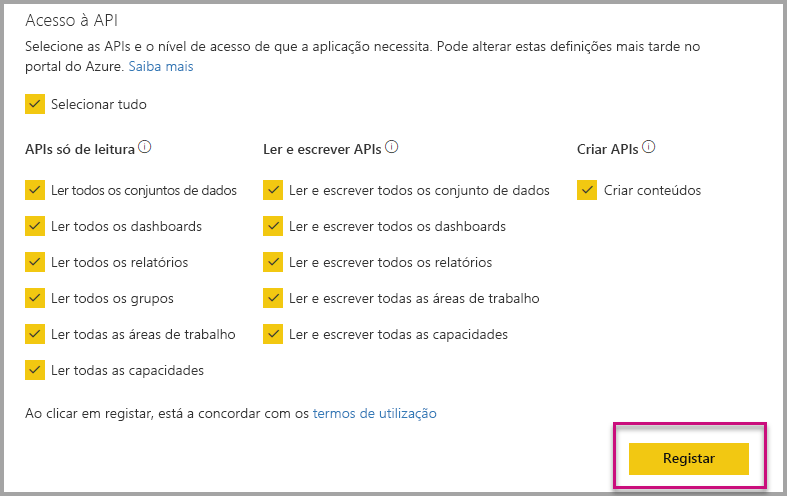 Acesso à API
Selecione as APIs e o nível de acesso de que a aplicação necessita. Pode alterar estas definições mais tarde no
portal do Azure. Saiba mais
Selecionar tudo
APIs só de leitura
Ler todos os conjuntos de dados
Ler todos os dashboards
Ler todos os relatórios
Ler todos os grupos
Ler todas as áreas de trabalho
Ler todas as capacidades
Ler e escrever APIs
Ler e escrever todos os conjunto de dados
Ler e escrever todos os dashboards
Ler e escrever todos os relatórios
Ler e escrever todas as áreas de trabalho
Ler e escrever todas as capacidades
Criar APIs
Criar conteúdos
Ao clicar em registar, está a concordar com os termos de utilização
Registar